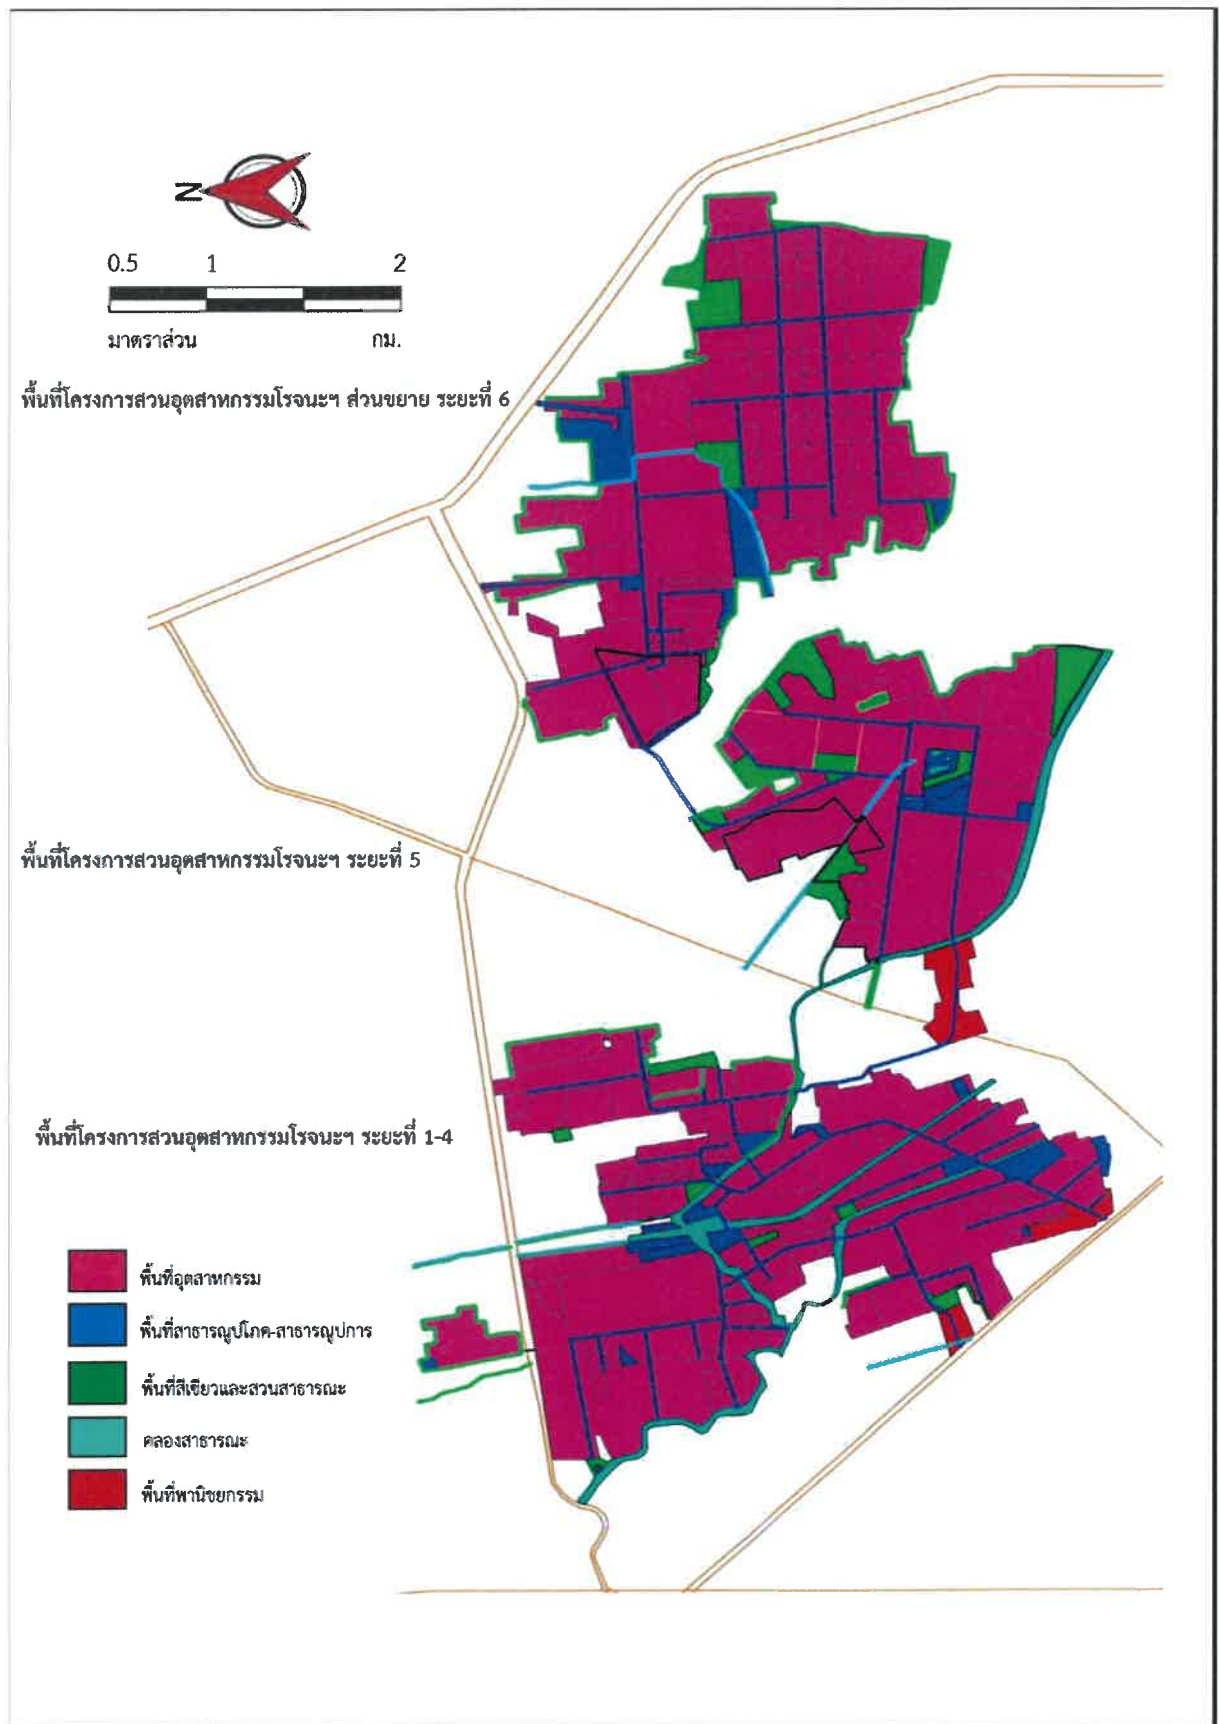 N
0.5 1 2
มาตราส่วน กม.
พื้นที่โครงการสวนอุตสาหกรรมโรจนะฯ ส่วนขยาย ระยะที่ 6
พื้นที่โครงการสวนอุตสาหกรรมโรจนะฯ ระยะที่ 5
พื้นที่โครงการสวนอุตสาหกรรมโรจนะฯ ระยะที่ 1-4
พื้นที่อุตสาหกรรม
พื้นที่สาธารณูปโภค-สาธารณูปการ
พื้นที่สีเขียวและสวนสาธารณะ
คลองสาธารณะ
พื้นที่พานิชยกรรม